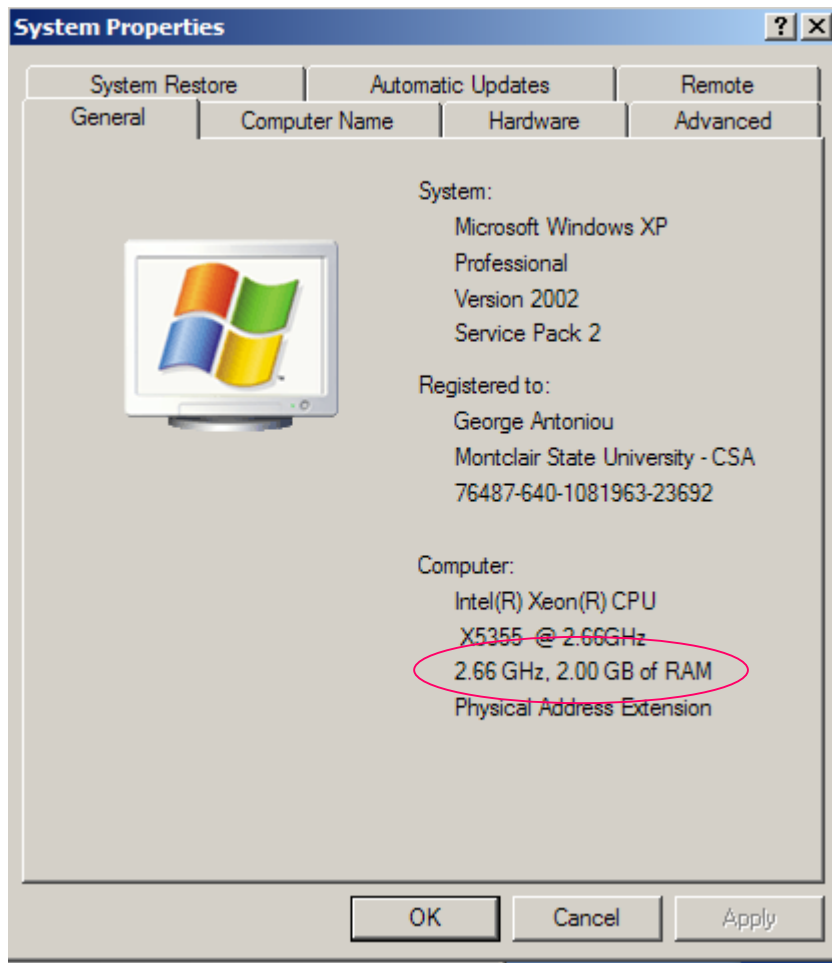 System Properties
System Restore Automatic Updates Remote
General Computer Name Hardware Advanced
System:
Microsoft Windows XP
Professional
Version 2002
Service Pack 2
Registered to:
George Antoniou
Montclair State University - CSA
76487-640-1081963-23692
Computer:
Intel(R) Xeon(R) CPU
X5355 @ 2.66GHz
2.66 GHz, 2.00 GB of RAM
Physical Address Extension
OK Cancel Apply